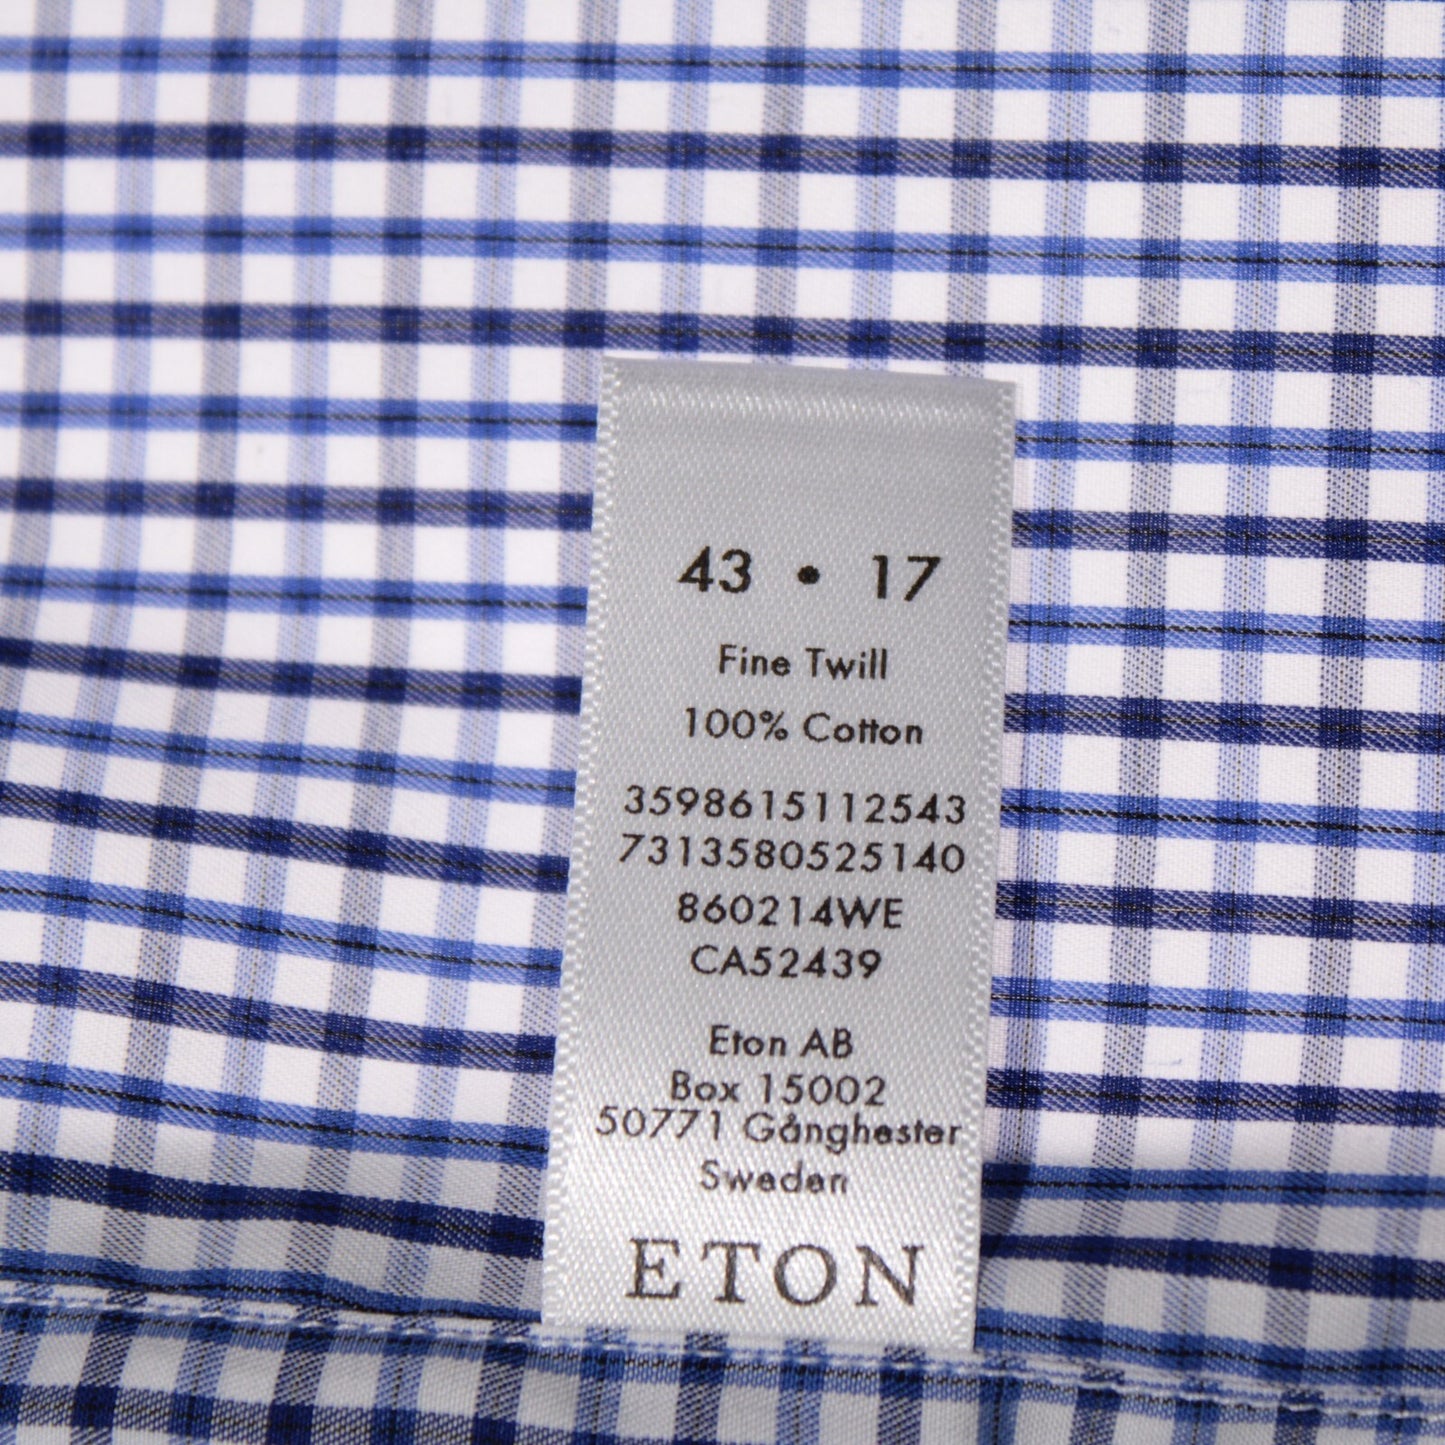 43 • 17
Fine Twill
100% Cotton
3598615112543
7313580525140
860214WE
CA52439
Eton AB
Box 15002
50771 Gånghester
Sweden
ETON